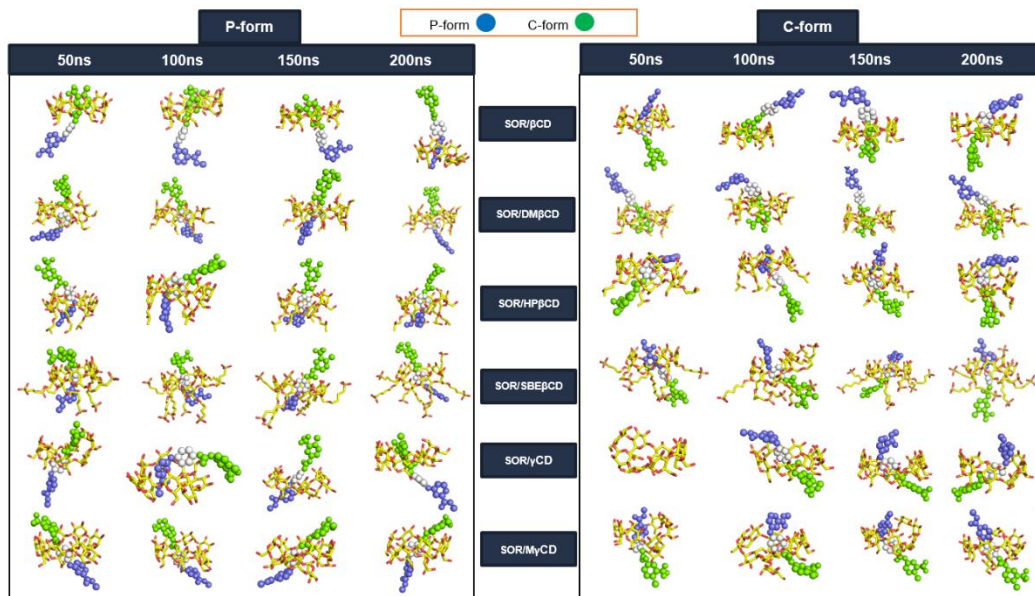 P-form
P-form C-form
C-form
50ns 100ns 150ns 200ns
50ns 100ns 150ns 200ns
SOR/βCD
SOR/DMβCD
SOR/HPβCD
SOR/SBEβCD
SOR/γCD
SOR/MγCD